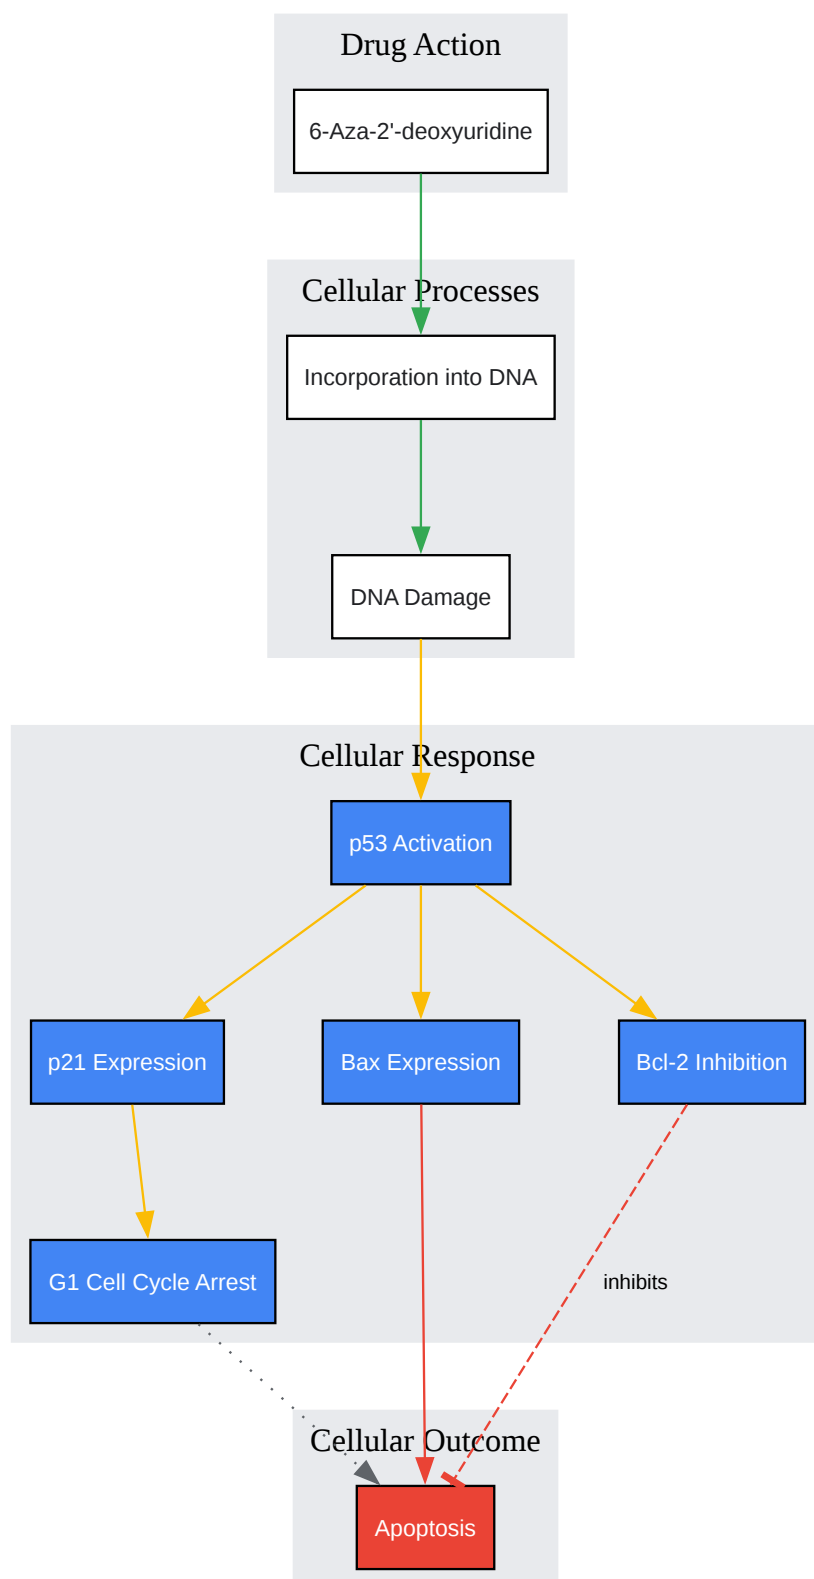 Drug Action
6-Aza-2'-deoxyuridine
Cellular Processes
Incorporation into DNA
DNA Damage
Cellular Response
p53 Activation
p21 Expression
Bax Expression
Bcl-2 Inhibition
G1 Cell Cycle Arrest
inhibits
Cellular Outcome
Apoptosis